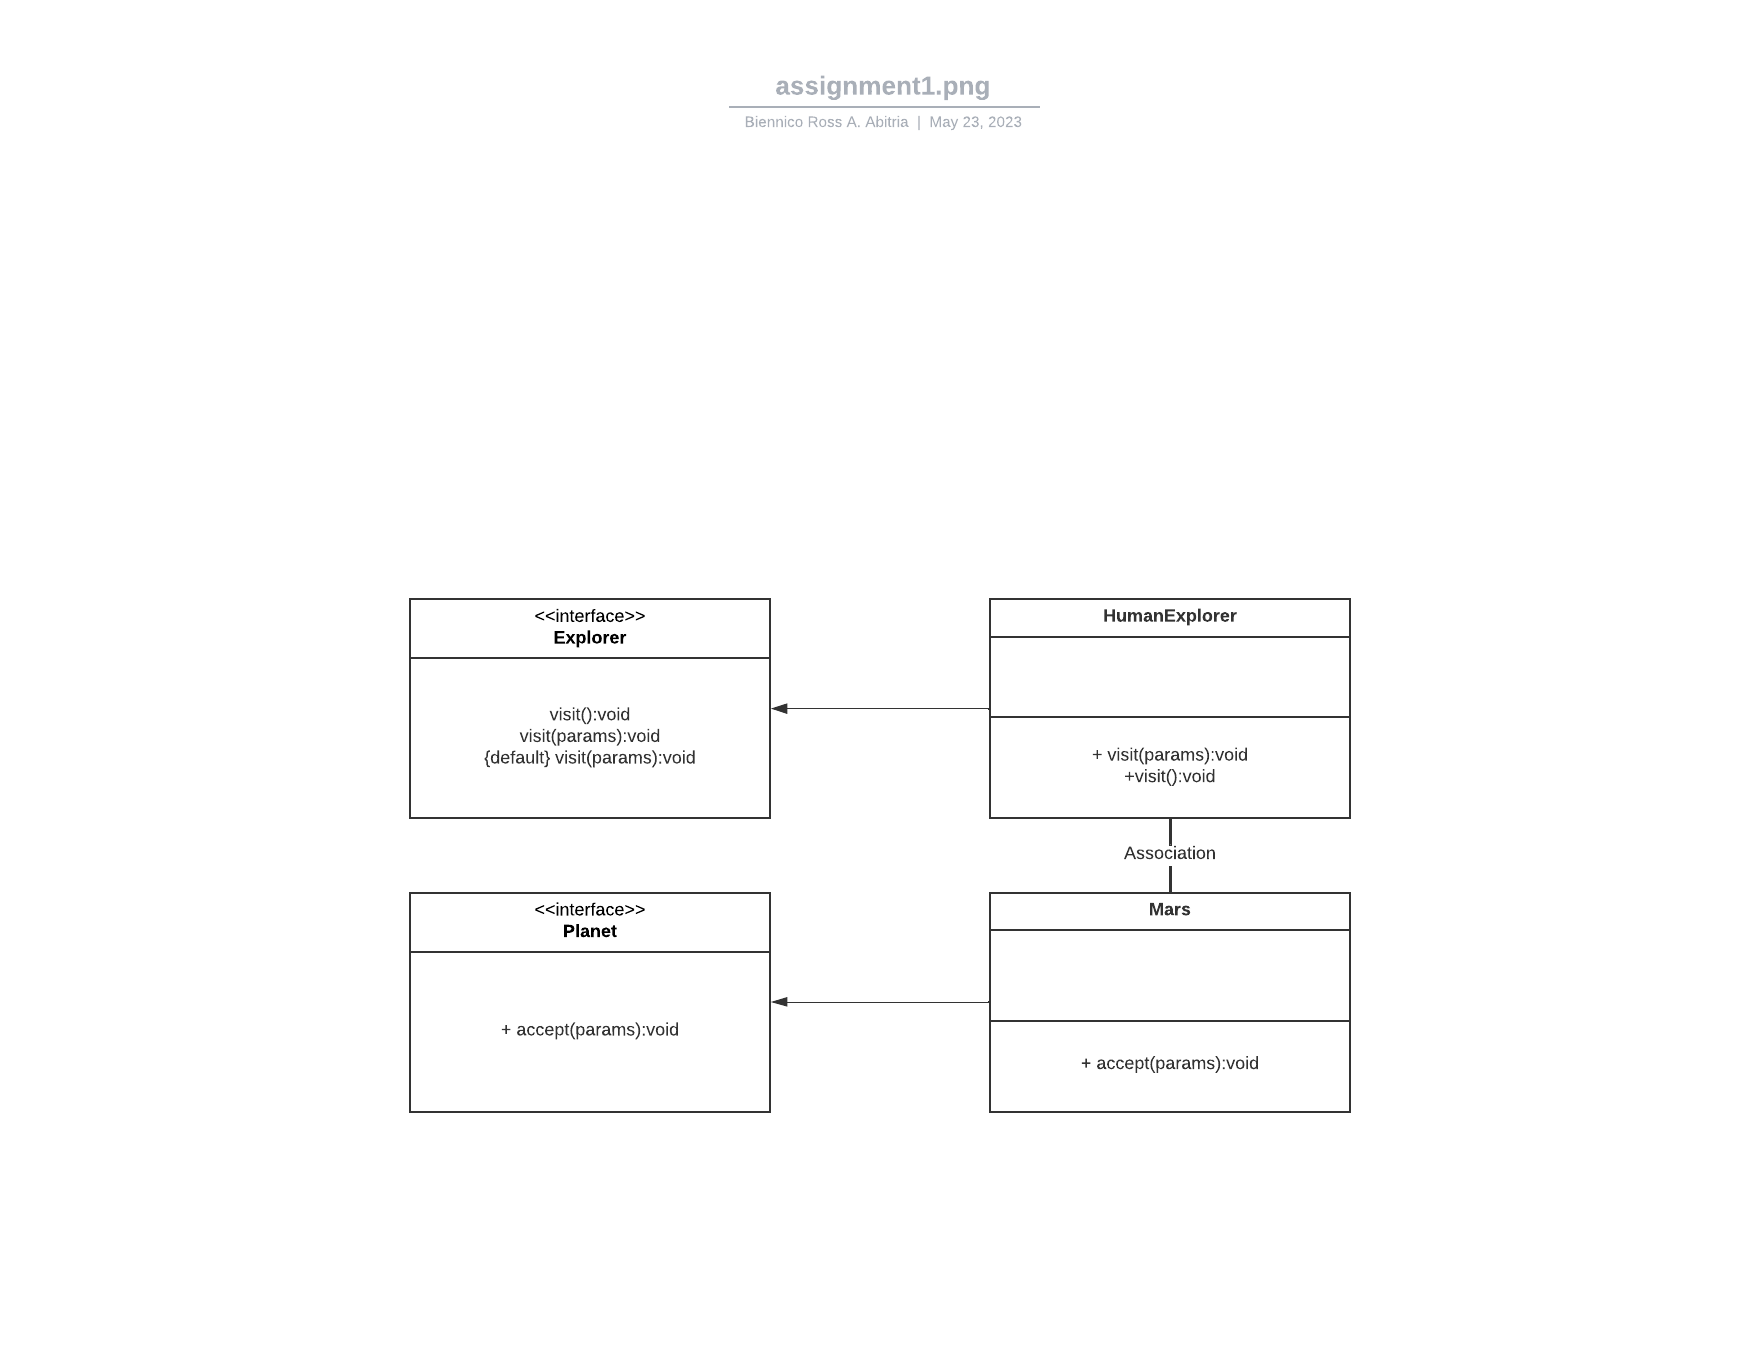 assignment1.png
Biennico Ross A. Abitria | May 23, 2023
<<interface>>
Explorer
visit():void
visit(params):void
{default} visit(params):void
HumanExplorer
+ visit(params):void
+visit():void
Association
<<interface>>
Planet
+ accept(params):void
Mars
+ accept(params):void